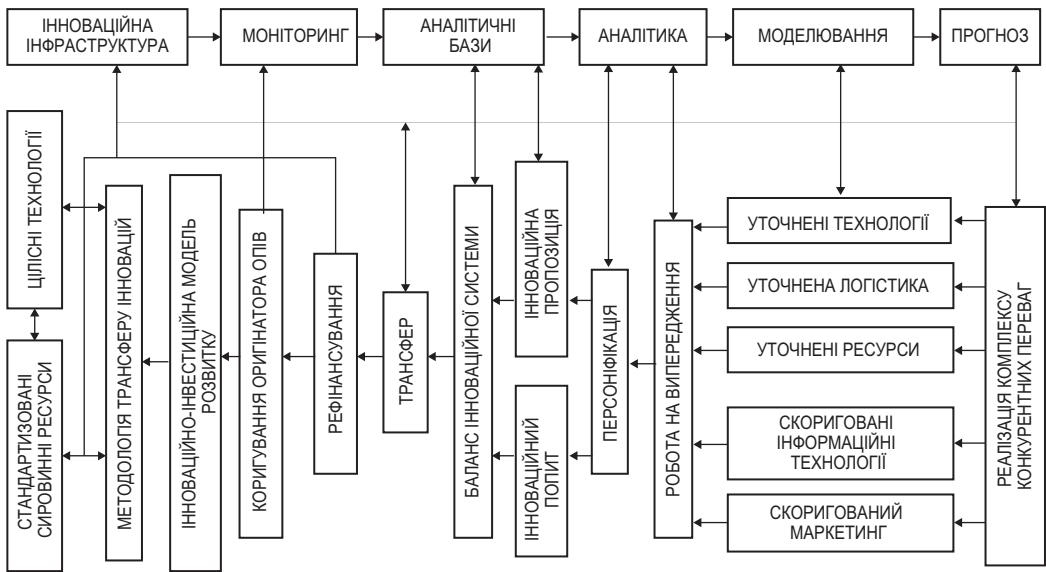 ІННОВАЦІЙНА
ІНФРАСТРУКТУРА
МОНІТОРИНГ
АНАЛІТИЧНІ
БАЗИ
АНАЛІТИКА
МОДЕЛЮВАННЯ
ПРОГНОЗ
ЦІЛІСНІ ТЕХНОЛОГІЇ
СТАНДАРТИЗОВАНІ
СИРОВИННІ РЕСУРСИ
МЕТОДОЛОГІЯ ТРАНСФЕРУ ІННОВАЦІЙ
ІННОВАЦІЙНО-ІНВЕСТИЦІЙНА МОДЕЛЬ
РОЗВИТКУ
КОРИГУВАННЯ ОРИГІНАТОРА ОПІВ
РЕФІНАНСУВАННЯ
ТРАНСФЕР
БАЛАНС ІННОВАЦІЙНОЇ СИСТЕМИ
ІННОВАЦІЙНА
ПРОПОЗИЦІЯ
ІННОВАЦІЙНИЙ
ПОПИТ
ПЕРСОНІФІКАЦІЯ
РОБОТА НА ВИПЕРЕДЖЕННЯ
УТОЧНЕНІ ТЕХНОЛОГІЇ
УТОЧНЕНА ЛОГІСТИКА
УТОЧНЕНІ РЕСУРСИ
СКОРИГОВАНІ
ІНФОРМАЦІЙНІ
ТЕХНОЛОГІЇ
СКОРИГОВАНИЙ
МАРКЕТИНГ
РЕАЛІЗАЦІЯ КОМПЛЕКСУ
КОНКУРЕНТНИХ ПЕРЕВАГ